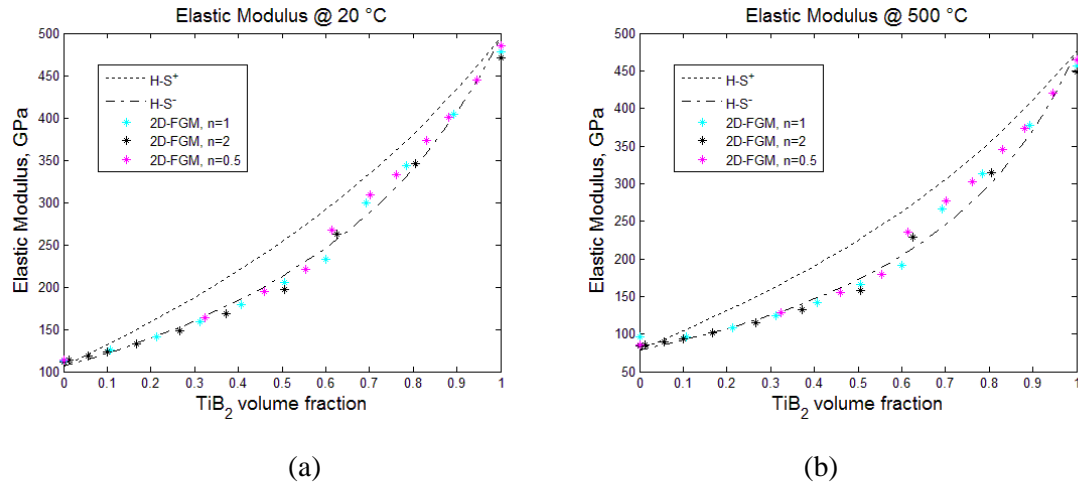 Elastic Modulus @ 20 °C
500
450
400
350
300
250
200
150
100
Elastic Modulus, GPa
H-S+
H-S-
2D-FGM, n=1
2D-FGM, n=2
2D-FGM, n=0.5
0 0.1 0.2 0.3 0.4 0.5 0.6 0.7 0.8 0.9 1
TiB2 volume fraction
(a)
Elastic Modulus @ 500 °C
500
450
400
350
300
250
200
150
100
50
Elastic Modulus, GPa
H-S+
H-S-
2D-FGM, n=1
2D-FGM, n=2
2D-FGM, n=0.5
0 0.1 0.2 0.3 0.4 0.5 0.6 0.7 0.8 0.9 1
TiB2 volume fraction
(b)